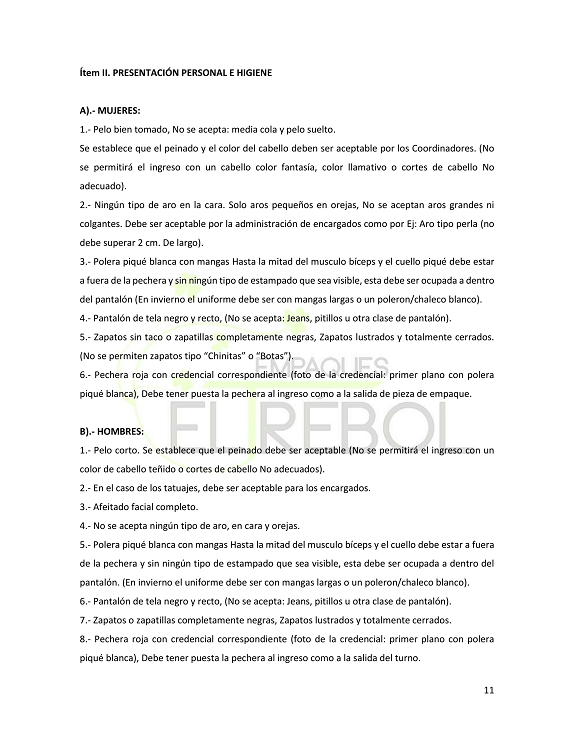 Ítem II. PRESENTACIÓN PERSONAL E HIGIENE
A).- MUJERES:
1.- Pelo bien tomado, No se acepta: media cola y pelo suelto.
Se establece que el peinado y el color del cabello deben ser aceptable por los Coordinadores. (No
se permitirá el ingreso con un cabello color fantasía, color llamativo o cortes de cabello No
adecuado).
2.- Ningún tipo de aro en la cara. Solo aros pequeños en orejas, No se aceptan aros grandes ni
colgantes. Debe ser aceptable por la administración de encargados como por Ej: Aro tipo perla (no
debe superar 2 cm. De largo).
3.- Polera piqué blanca con mangas Hasta la mitad del musculo bíceps y el cuello piqué debe estar
a fuera de la pechera y sin ningún tipo de estampado que sea visible, esta debe ser ocupada a dentro
del pantalón (En invierno el uniforme debe ser con mangas largas o un poleron/chaleco blanco).
4.- Pantalón de tela negro y recto, (No se acepta: Jeans, pitillos u otra clase de pantalón).
5.- Zapatos sin taco o zapatillas completamente negras, Zapatos lustrados y totalmente cerrados.
(No se permiten zapatos tipo “Chinitas” o “Botas”).
6.- Pechera roja con credencial correspondiente (foto de la credencial: primer plano con polera
piqué blanca), Debe tener puesta la pechera al ingreso como a la salida de pieza de empaque.
EMPAQUES
EL TREBOL
B).- HOMBRES:
1.- Pelo corto. Se establece que el peinado debe ser aceptable (No se permitirá el ingreso con un
color de cabello teñido o cortes de cabello No adecuados).
2.- En el caso de los tatuajes, debe ser aceptable para los encargados.
3.- Afeitado facial completo.
4.- No se acepta ningún tipo de aro, en cara y orejas.
5.- Polera piqué blanca con mangas Hasta la mitad del musculo bíceps y el cuello debe estar a fuera
de la pechera y sin ningún tipo de estampado que sea visible, esta debe ser ocupada a dentro del
pantalón. (En invierno el uniforme debe ser con mangas largas o un poleron/chaleco blanco).
6.- Pantalón de tela negro y recto, (No se acepta: Jeans, pitillos u otra clase de pantalón).
7.- Zapatos o zapatillas completamente negras, Zapatos lustrados y totalmente cerrados.
8.- Pechera roja con credencial correspondiente (foto de la credencial: primer plano con polera
piqué blanca), Debe tener puesta la pechera al ingreso como a la salida del turno.
11